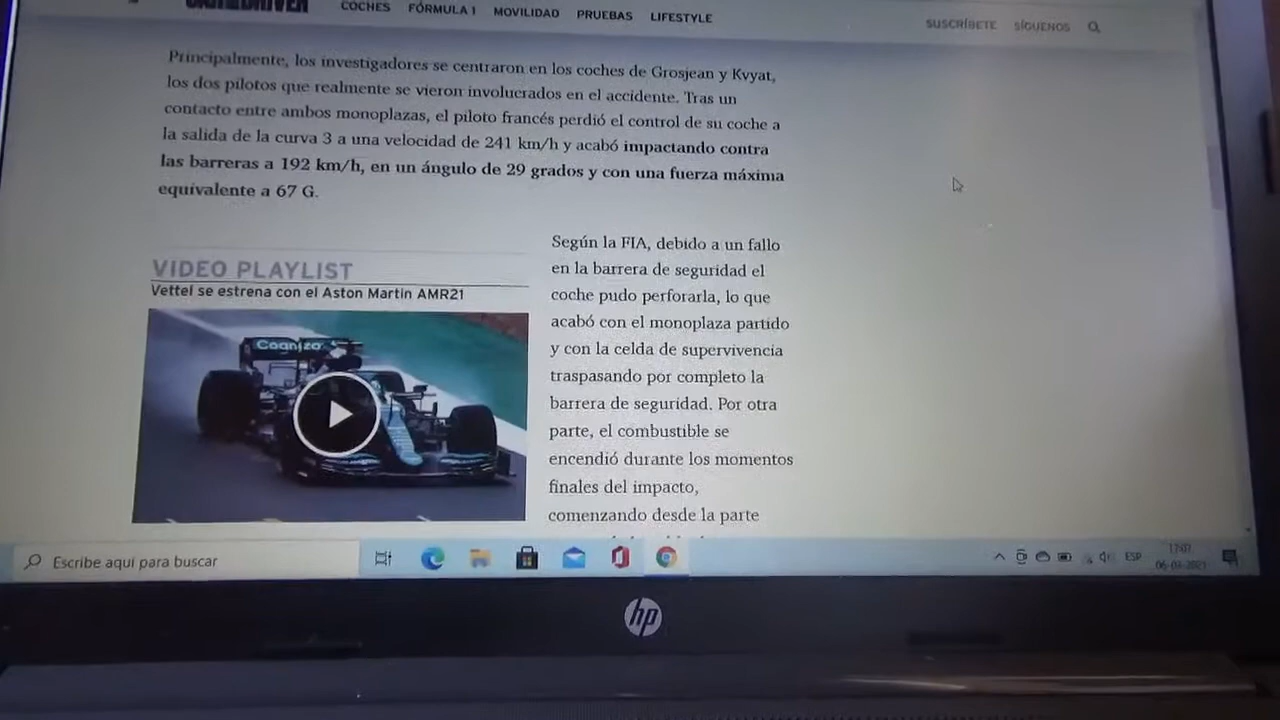 COCHES FÓRMULA 1 MOVILIDAD PRUEBAS LIFESTYLE
SUSCRÍBETE SÍGUENOS
Principalmente, los investigadores se centraron en los coches de Grosjean y Kvyat,
los dos pilotos que realmente se vieron involucrados en el accidente. Tras un
contacto entre ambos monoplazas, el piloto francés perdió el control de su coche a
la salida de la curva 3 a una velocidad de 241 km/h y acabó impactando contra
las barreras a 192 km/h, en un ángulo de 29 grados y con una fuerza máxima
equivalente a 67 G.
VIDEO PLAYLIST
Vettel se estrena con el Aston Martin AMR21
Cognizant
Según la FIA, debido a un fallo
en la barrera de seguridad el
coche pudo perforarla, lo que
acabó con el monoplaza partido
y con la celda de supervivencia
traspasando por completo la
barrera de seguridad. Por otra
parte, el combustible se
encendió durante los momentos
finales del impacto,
comenzando desde la parte
Escribe aquí para buscar
ESP
hp